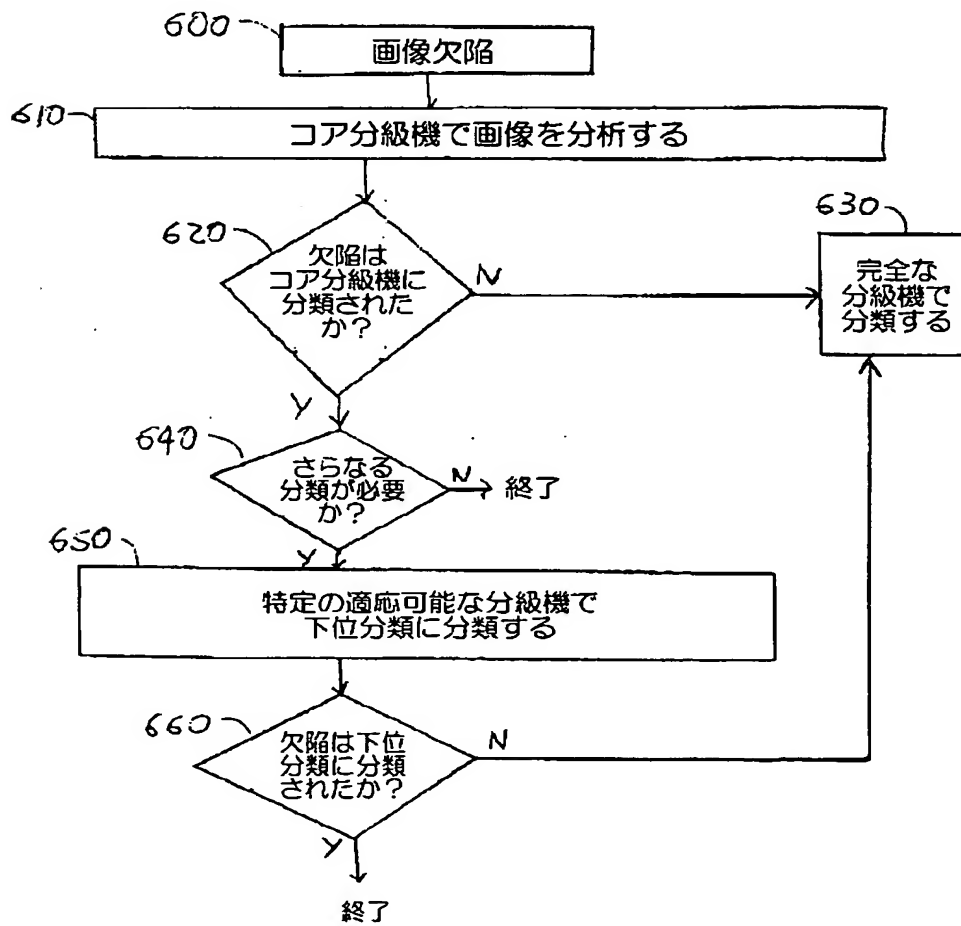 600
画像欠陥
610
コア分級機で画像を分析する
620
欠陥は
コア分級機に
分類されたか?
N
630
完全な
分級機で
分類する
Y
640
さらなる
分類が必要
か?
N
終了
Y
650
特定の適応可能な分級機で
下位分類に分類する
660
欠陥は下位
分類に分類
されたか?
N
Y
終了